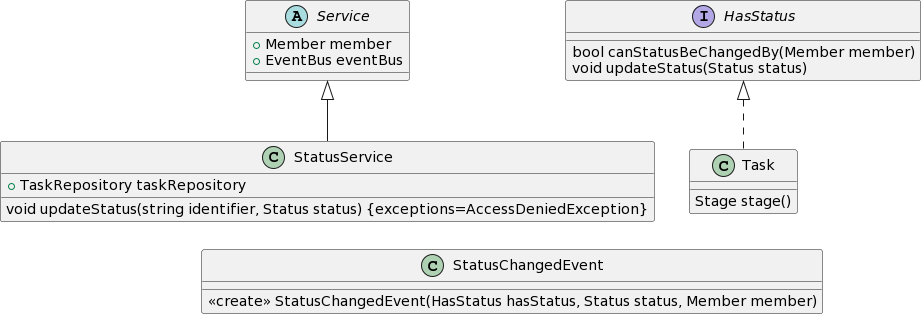 A Service
+ Member member
+ EventBus eventBus
I HasStatus
bool canStatusBeChangedBy(Member member)
void updateStatus(Status status)
C StatusService
TaskRepository taskRepository
void updateStatus(string identifier, Status status) {exceptions=AccessDeniedException}
C Task
Stage stage()
C StatusChangedEvent
«create» StatusChangedEvent(HasStatus hasStatus, Status status, Member member)